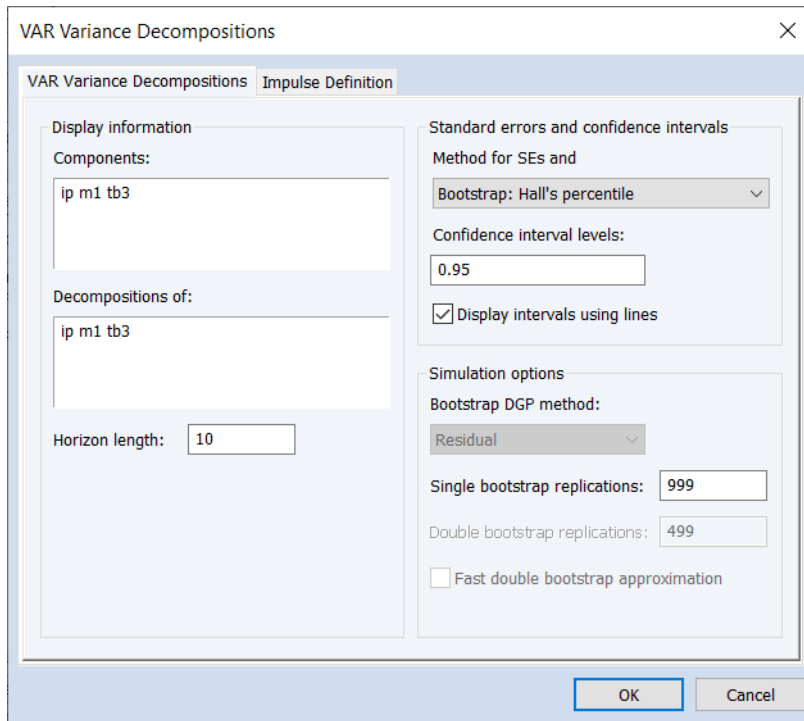 VAR Variance Decompositions
VAR Variance Decompositions
Impulse Definition
Display information
Components:
ip m1 tb3
Decompositions of:
ip m1 tb3
Horizon length: 10
Standard errors and confidence intervals
Method for SEs and
Bootstrap: Hall's percentile
Confidence interval levels:
0.95
Display intervals using lines
Simulation options
Bootstrap DGP method:
Residual
Single bootstrap replications: 999
Double bootstrap replications: 499
Fast double bootstrap approximation
OK
Cancel